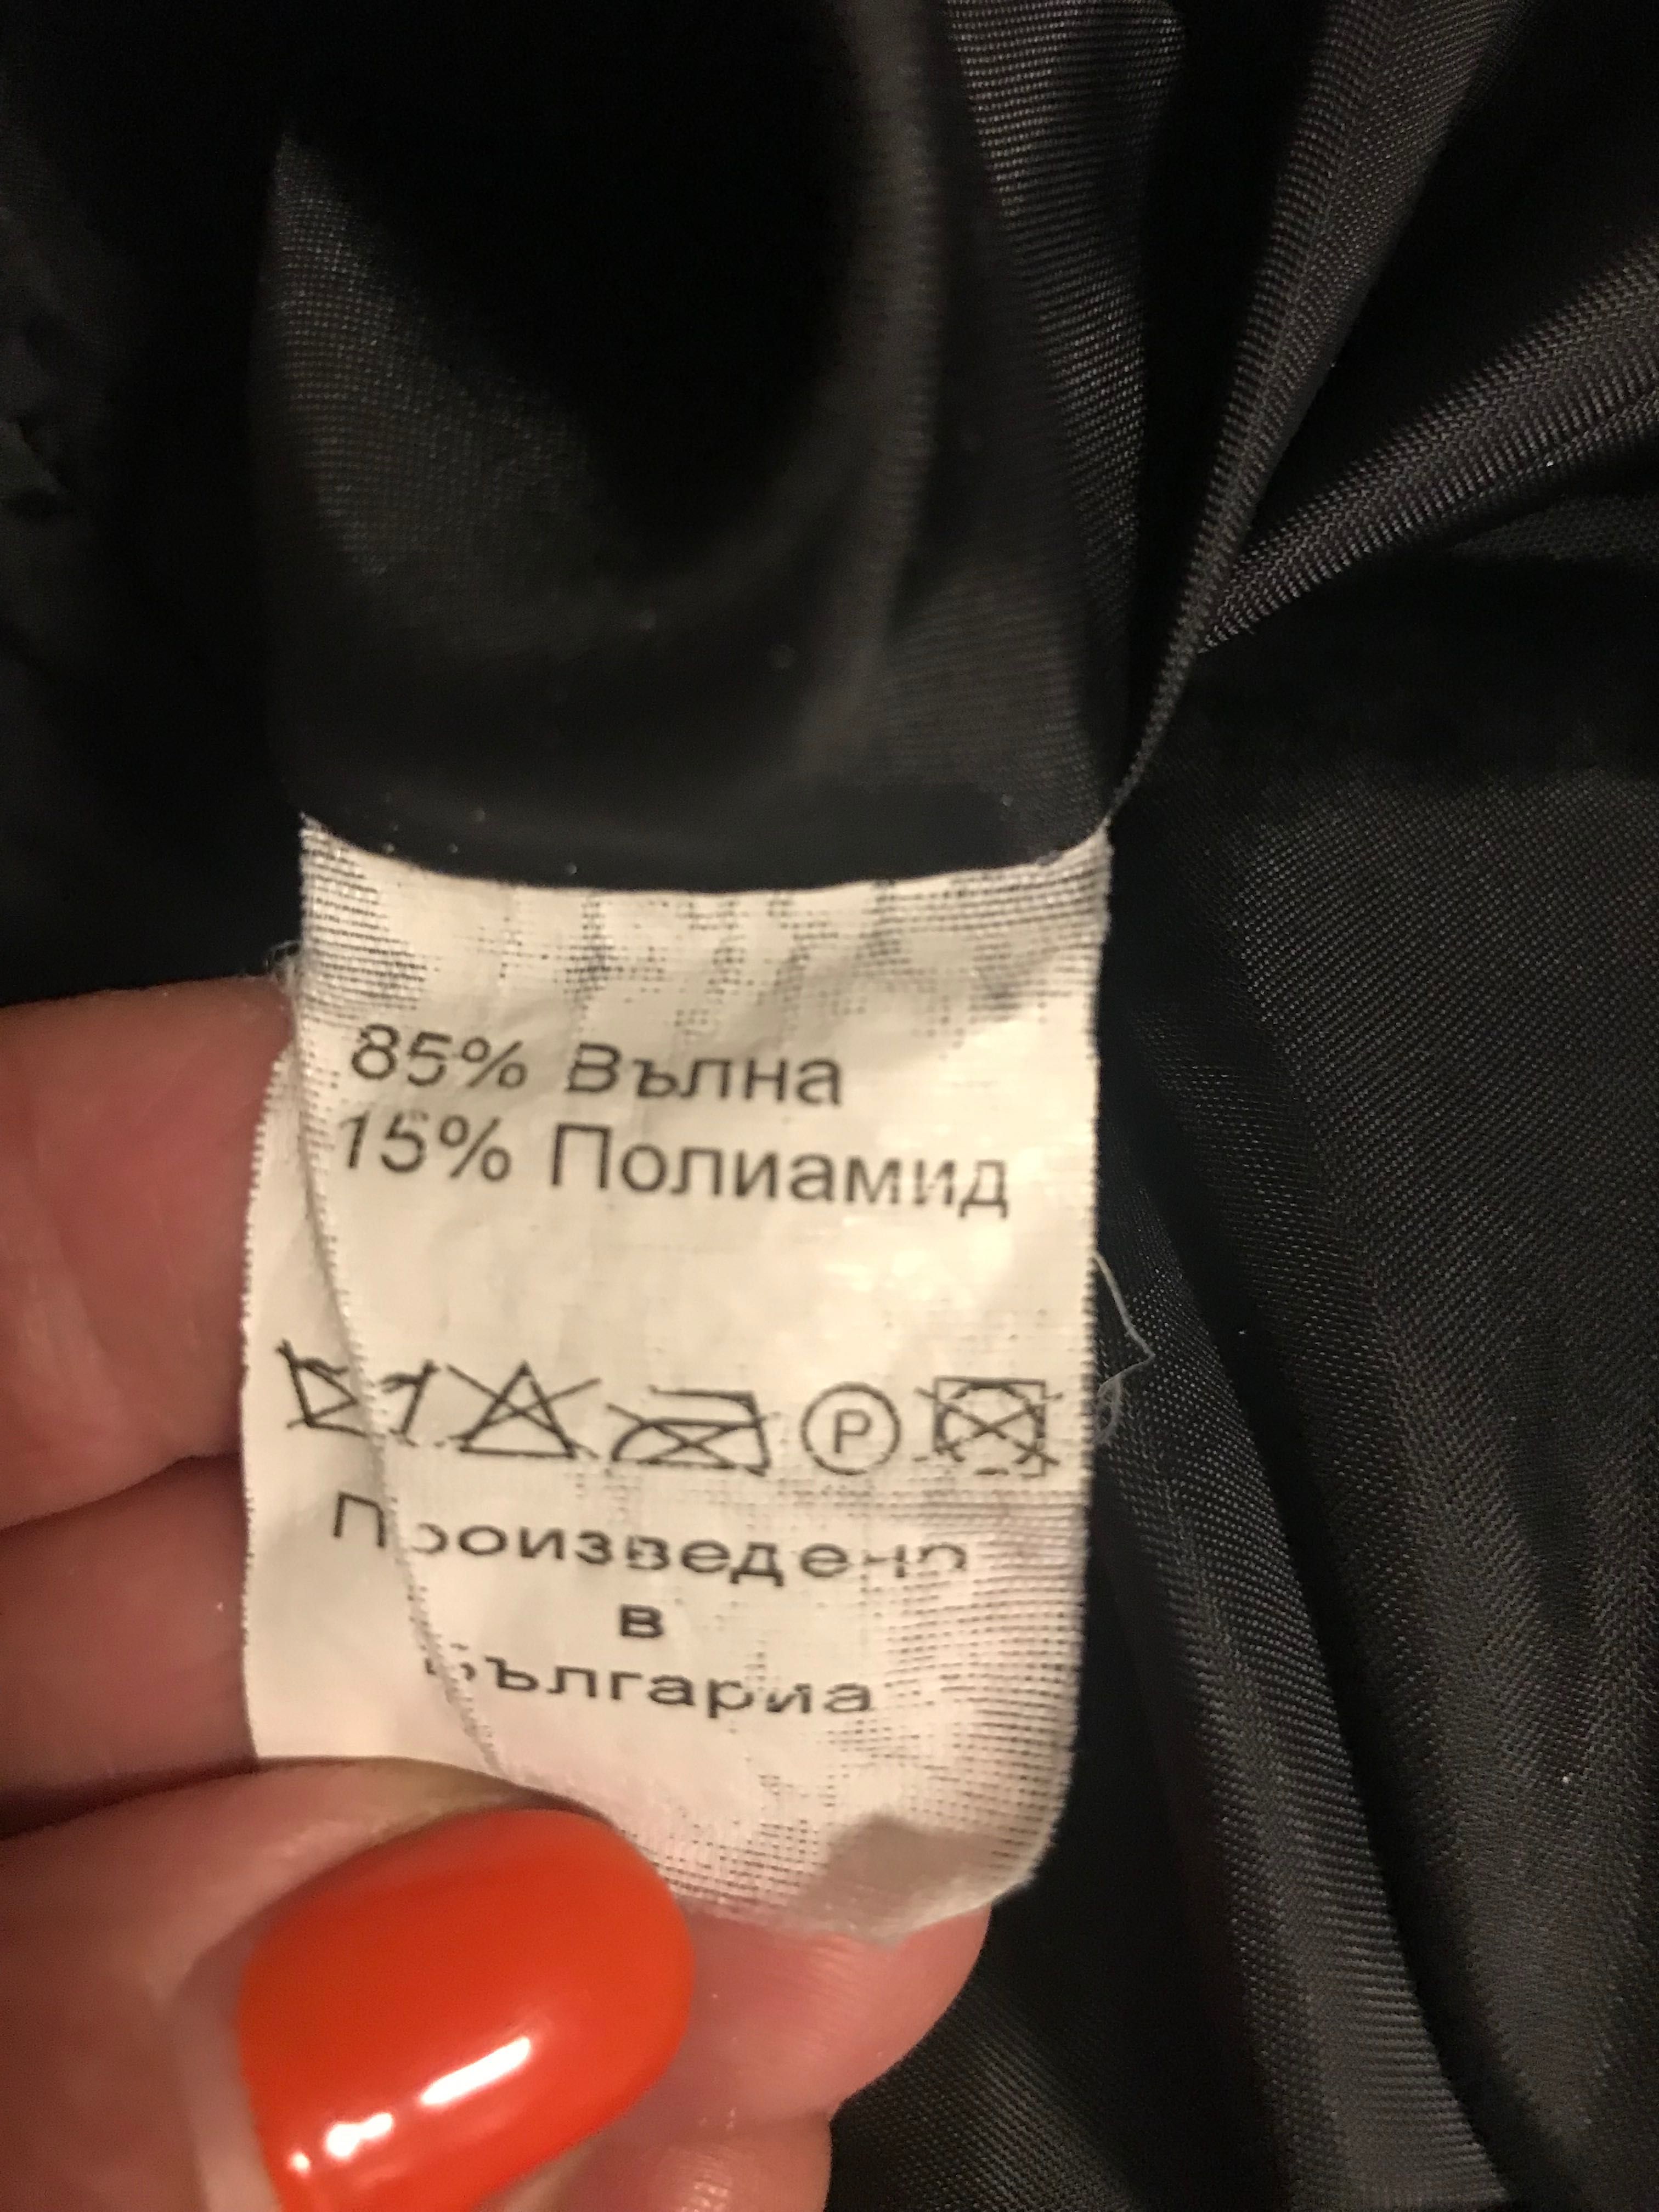 85% Вълна
15% Полиамид
P
Произведено
в
България